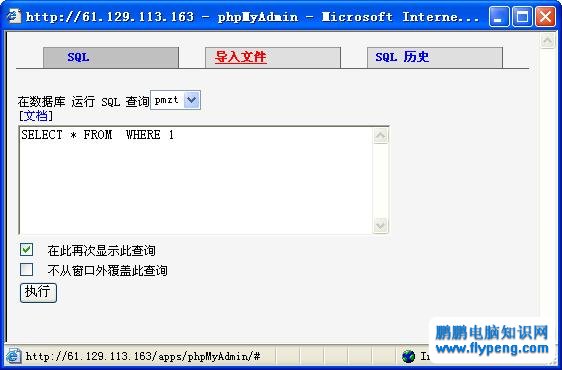 http://61.129.113.163 - phpMyAdmin - Microsoft Interne...
SQL 导入文件 SQL 历史
在数据库 运行 SQL 查询 pmzt
[文档]
SELECT * FROM  WHERE 1
在此再次显示此查询
不从窗口外覆盖此查询
执行
http://61.129.113.163/apps/phpMyAdmin/#
鹏鹏电脑知识网
www.flypeng.com